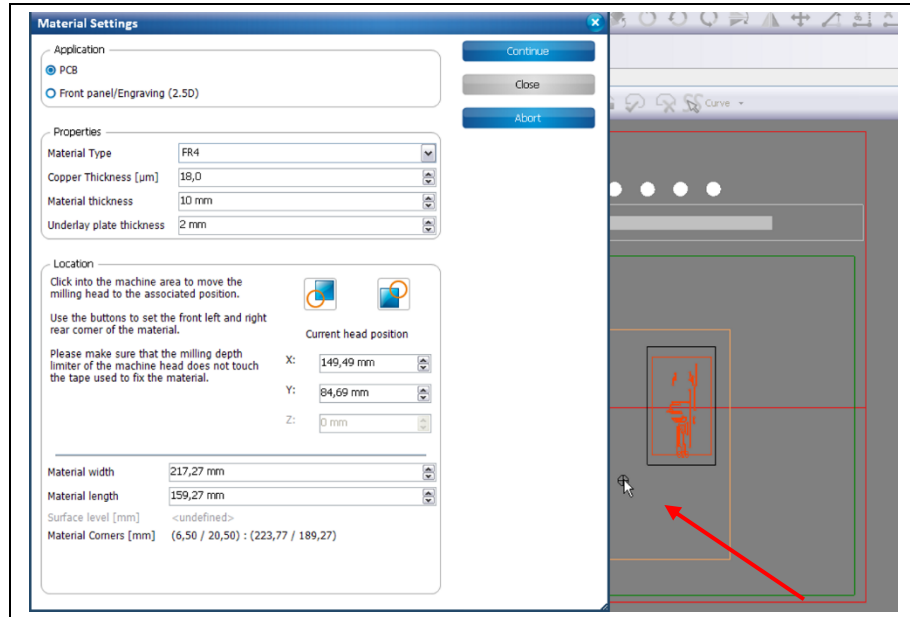 Material Settings
Application
PCB
Front panel/Engraving (2.5D)
Continue
Close
Abort
Curve
Properties
Material Type FR4
Copper Thickness [µm] 18,0
Material thickness 10 mm
Underlay plate thickness 2 mm
Location
Click into the machine area to move the
milling head to the associated position.
Use the buttons to set the front left and right
rear corner of the material.
Please make sure that the milling depth
limiter of the machine head does not touch
the tape used to fix the material.
Current head position
X: 149,49 mm
Y: 84,69 mm
Z: 0 mm
Material width 217,27 mm
Material length 159,27 mm
Surface level [mm] <undefined>
Material Corners [mm] (6,50 / 20,50) : (223,77 / 189,27)